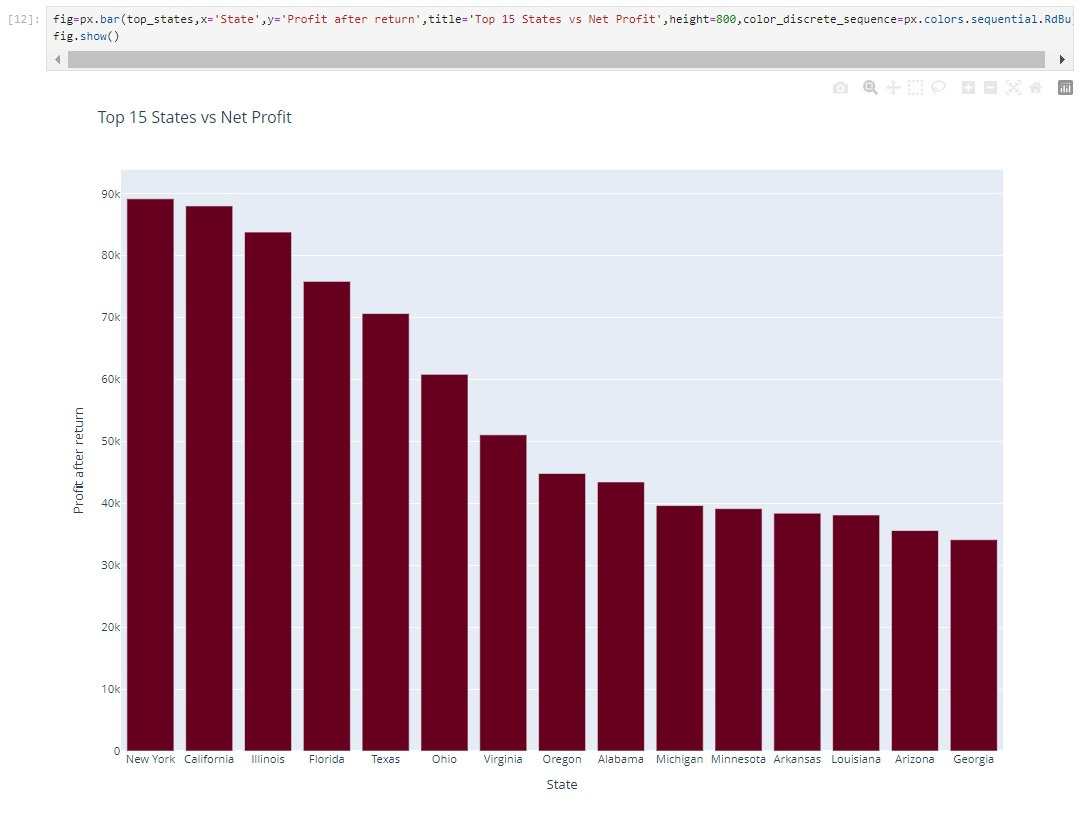 [12]: fig=px.bar(top_states,x='State',y='Profit after return',title='Top 15 States vs Net Profit',height=800,color_discrete_sequence=px.colors.sequential.RdBu
fig.show()
Top 15 States vs Net Profit
90k
80k
70k
60k
50k
40k
30k
20k
10k
0
Profit after return
New York California Illinois Florida Texas Ohio Virginia Oregon Alabama Michigan Minnesota Arkansas Louisiana Arizona Georgia
State